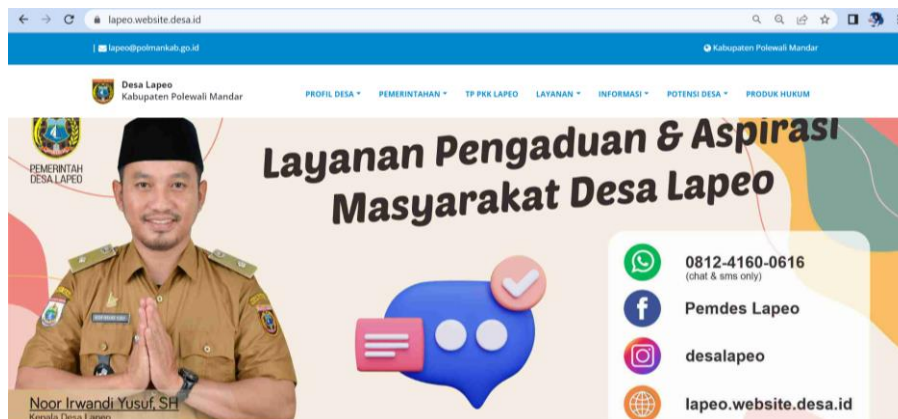 lapeo.website.desa.id
| lapeo@polmankab.go.id
Kabupaten Polewali Mandar
Desa Lapeo
Kabupaten Polewali Mandar
PROFIL DESA
PEMERINTAHAN
TP PKK LAPEO
LAYANAN
INFORMASI
POTENSI DESA
PRODUK HUKUM
PEMERINTAH
DESA LAPEO
Layanan Pengaduan & Aspirasi
Masyarakat Desa Lapeo
0812-4160-0616
(chat & sms only)
Pemdes Lapeo
desalapeo
lapeo.website.desa.id
Noor Irwandi Yusuf, SH
Kepala Desa Lapeo